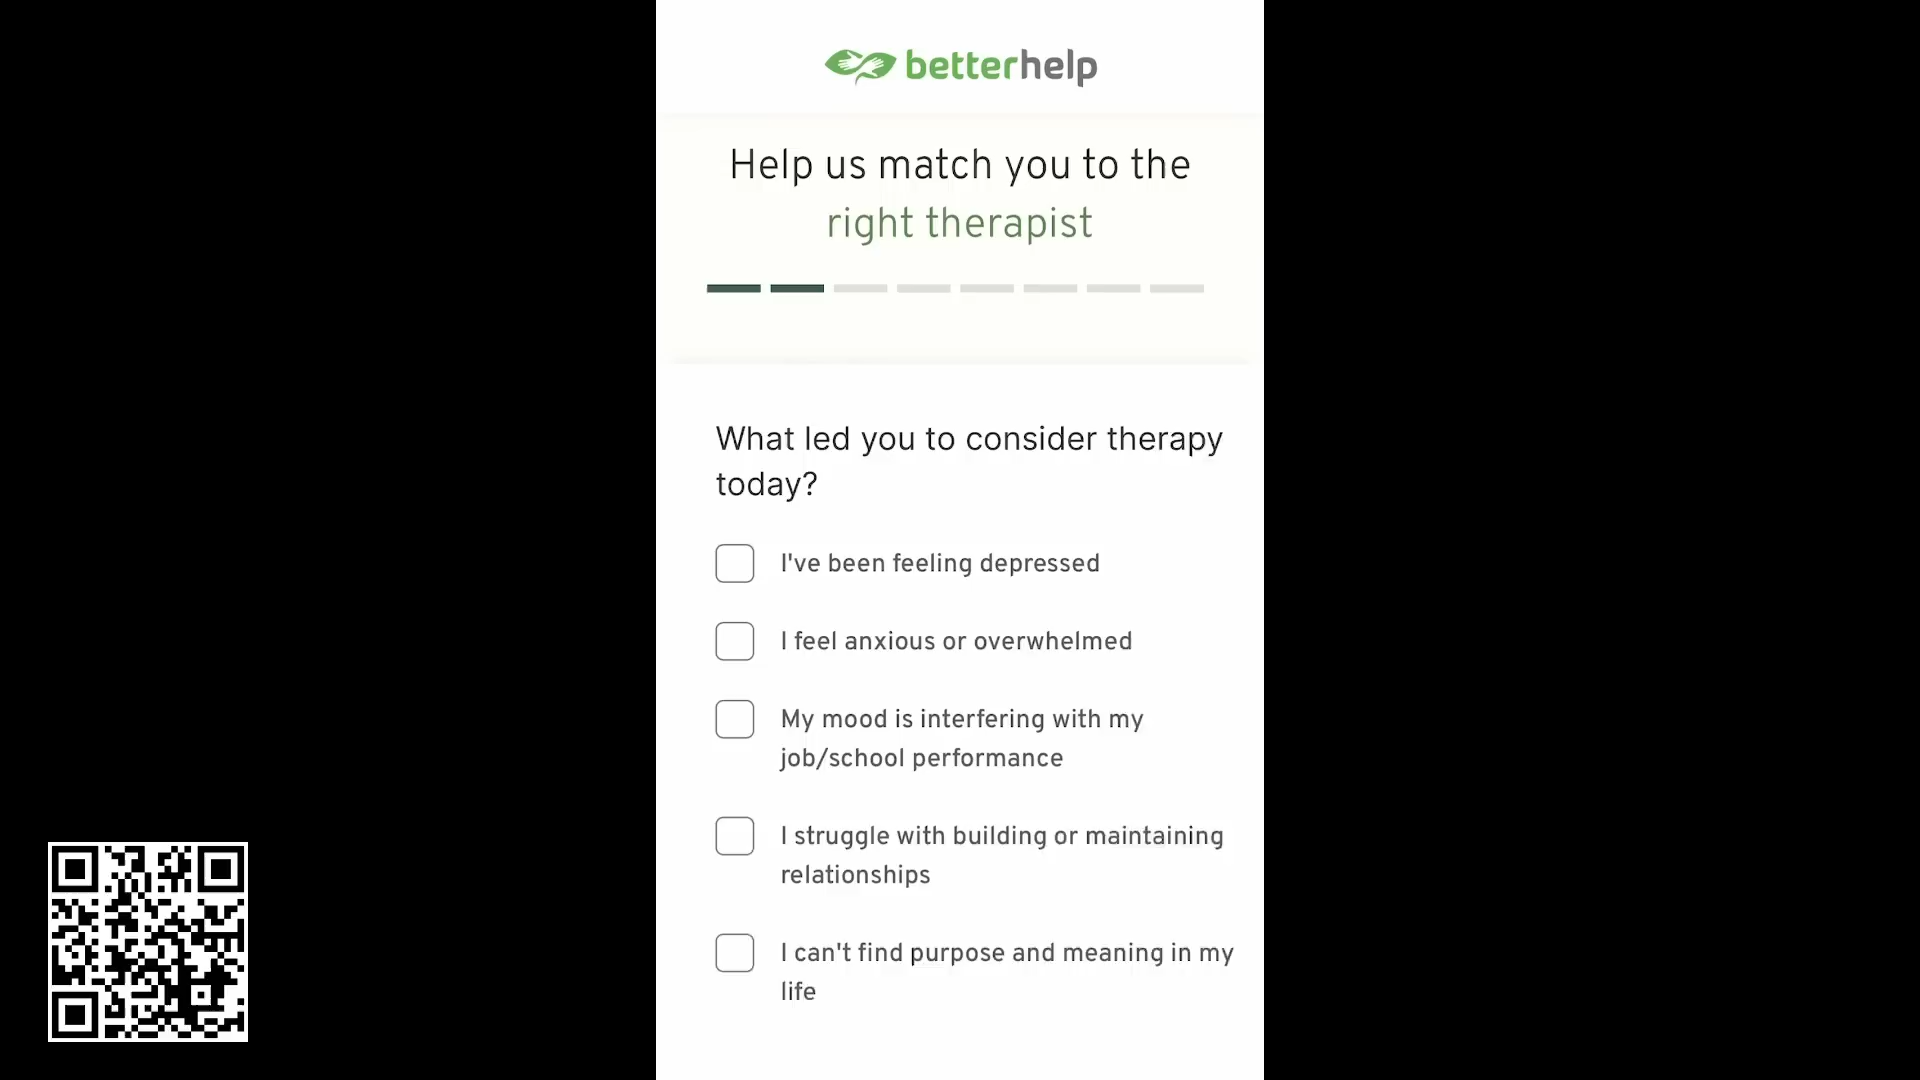 betterhelp
Help us match you to the
right therapist
What led you to consider therapy
today?
I've been feeling depressed
I feel anxious or overwhelmed
My mood is interfering with my
job/school performance
I struggle with building or maintaining
relationships
I can't find purpose and meaning in my
life